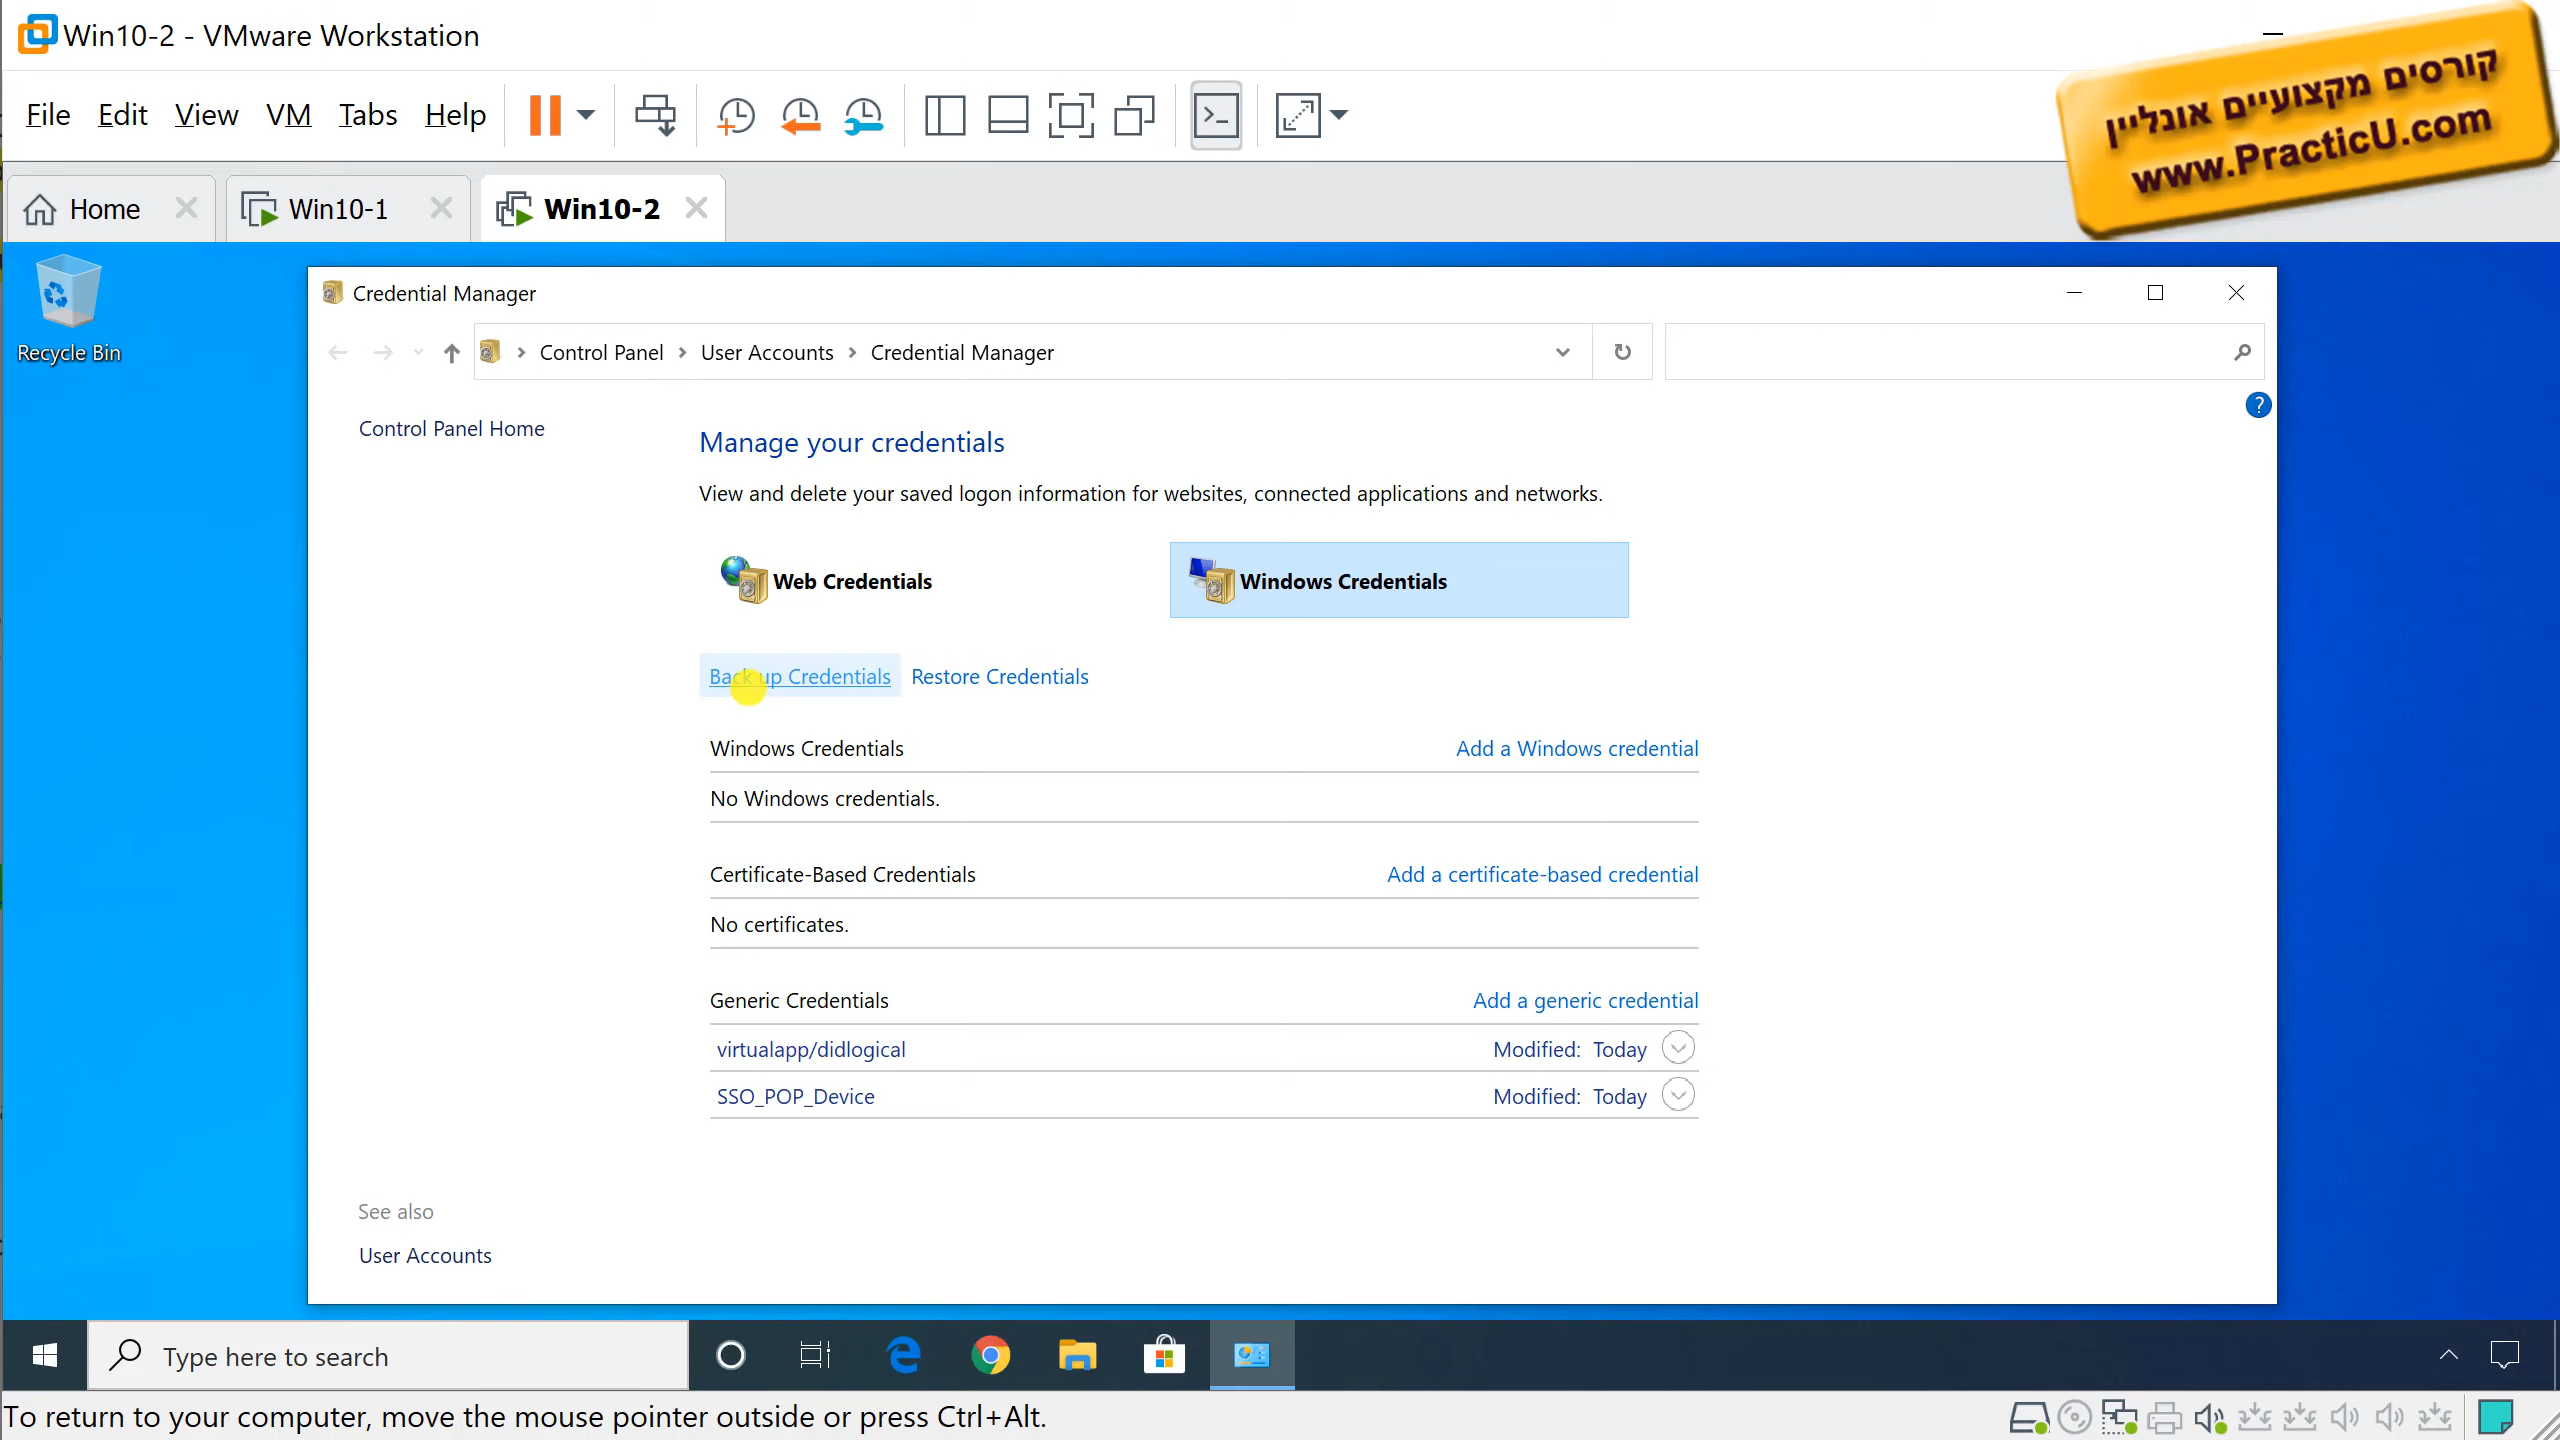 Win10-2 - VMware Workstation
קורסים מקצועיים אונליין
www.PracticU.com
File Edit View VM Tabs Help
Home
Win10-1
Win10-2
Recycle Bin
Credential Manager
Control Panel
User Accounts
Credential Manager
Control Panel Home
Manage your credentials
View and delete your saved logon information for websites, connected applications and networks.
Web Credentials
Windows Credentials
Back up Credentials
Restore Credentials
Windows Credentials
Add a Windows credential
No Windows credentials.
Certificate-Based Credentials
Add a certificate-based credential
No certificates.
Generic Credentials
Add a generic credential
virtualapp/didlogical
Modified: Today
SSO_POP_Device
Modified: Today
See also
User Accounts
Type here to search
To return to your computer, move the mouse pointer outside or press Ctrl+Alt.